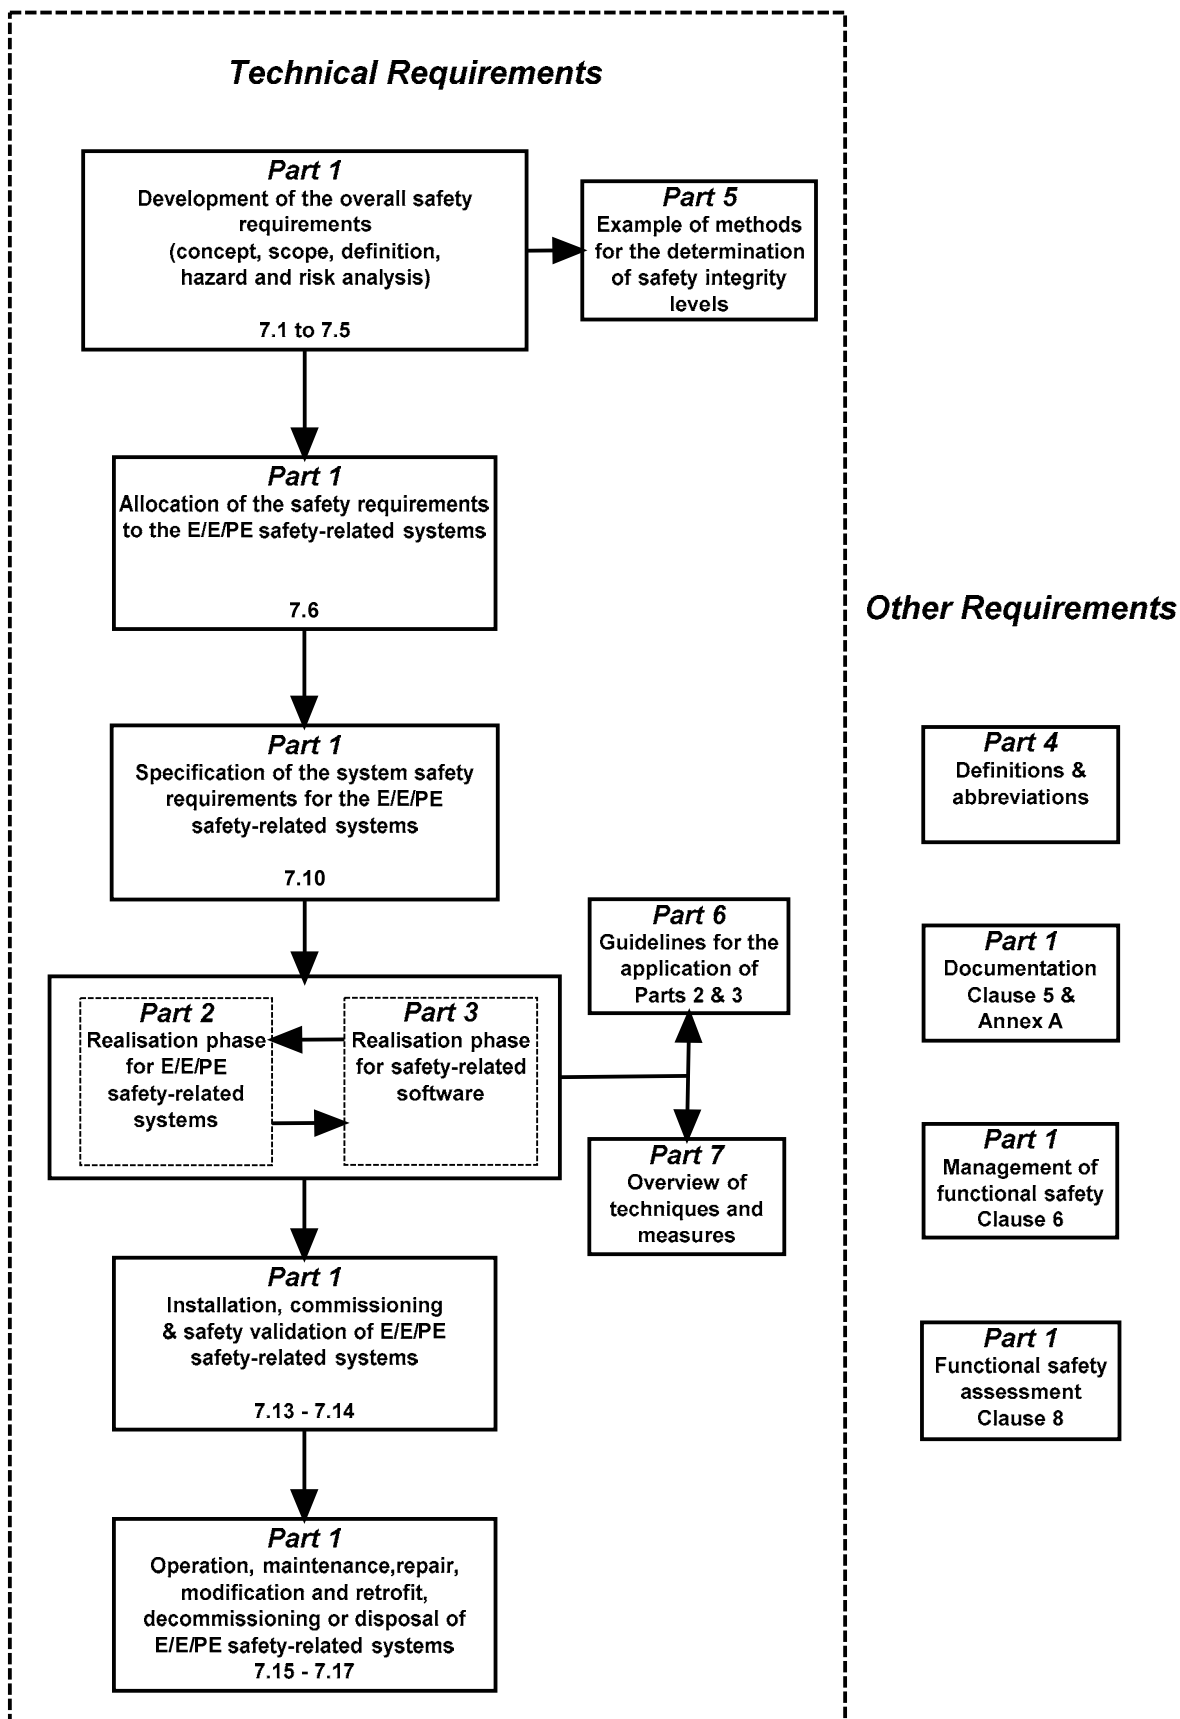 Technical Requirements
Part 1
Development of the overall safety
requirements
(concept, scope, definition,
hazard and risk analysis)
7.1 to 7.5
Part 5
Example of methods
for the determination
of safety integrity
levels
Part 1
Allocation of the safety requirements
to the E/E/PE safety-related systems
7.6
Part 1
Specification of the system safety
requirements for the E/E/PE
safety-related systems
7.10
Part 2
Realisation phase
for E/E/PE
safety-related
systems
Part 3
Realisation phase
for safety-related
software
Part 6
Guidelines for the
application of
Parts 2 & 3
Part 7
Overview of
techniques and
measures
Part 1
Installation, commissioning
& safety validation of E/E/PE
safety-related systems
7.13 - 7.14
Part 1
Operation, maintenance,repair,
modification and retrofit,
decommissioning or disposal of
E/E/PE safety-related systems
7.15 - 7.17
Other Requirements
Part 4
Definitions &
abbreviations
Part 1
Documentation
Clause 5 &
Annex A
Part 1
Management of
functional safety
Clause 6
Part 1
Functional safety
assessment
Clause 8